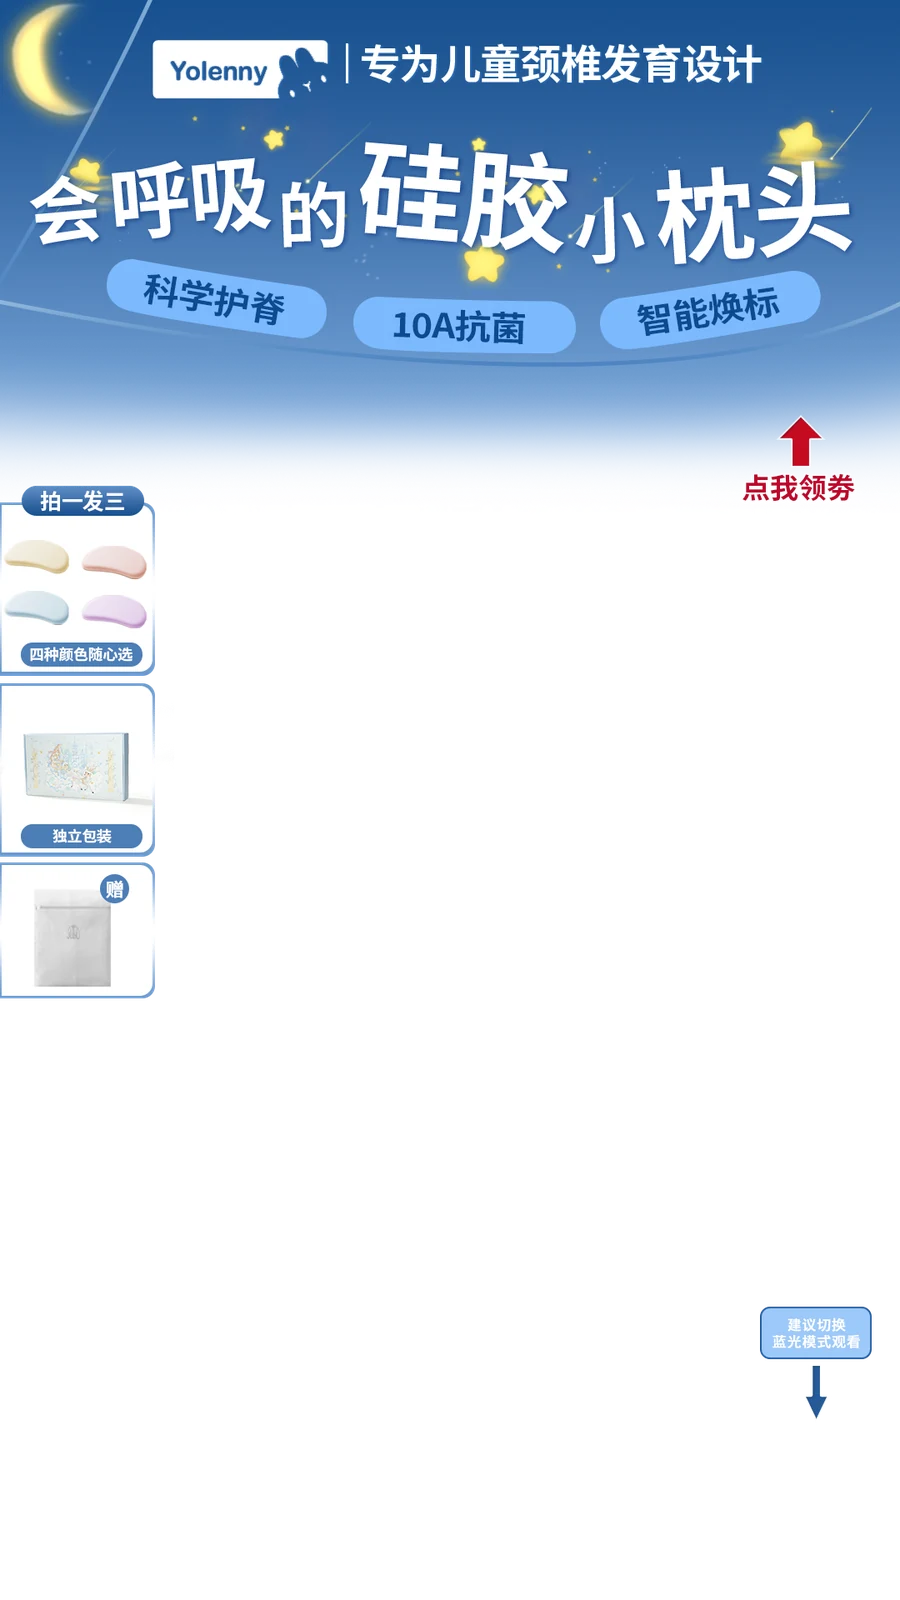 Yolenny
专为儿童颈椎发育设计
会呼吸的硅胶小枕头
科学护脊
10A抗菌
智能焕标
点我领劵
拍一发三
四种颜色随心选
独立包装
赠
建议切换
蓝光模式观看